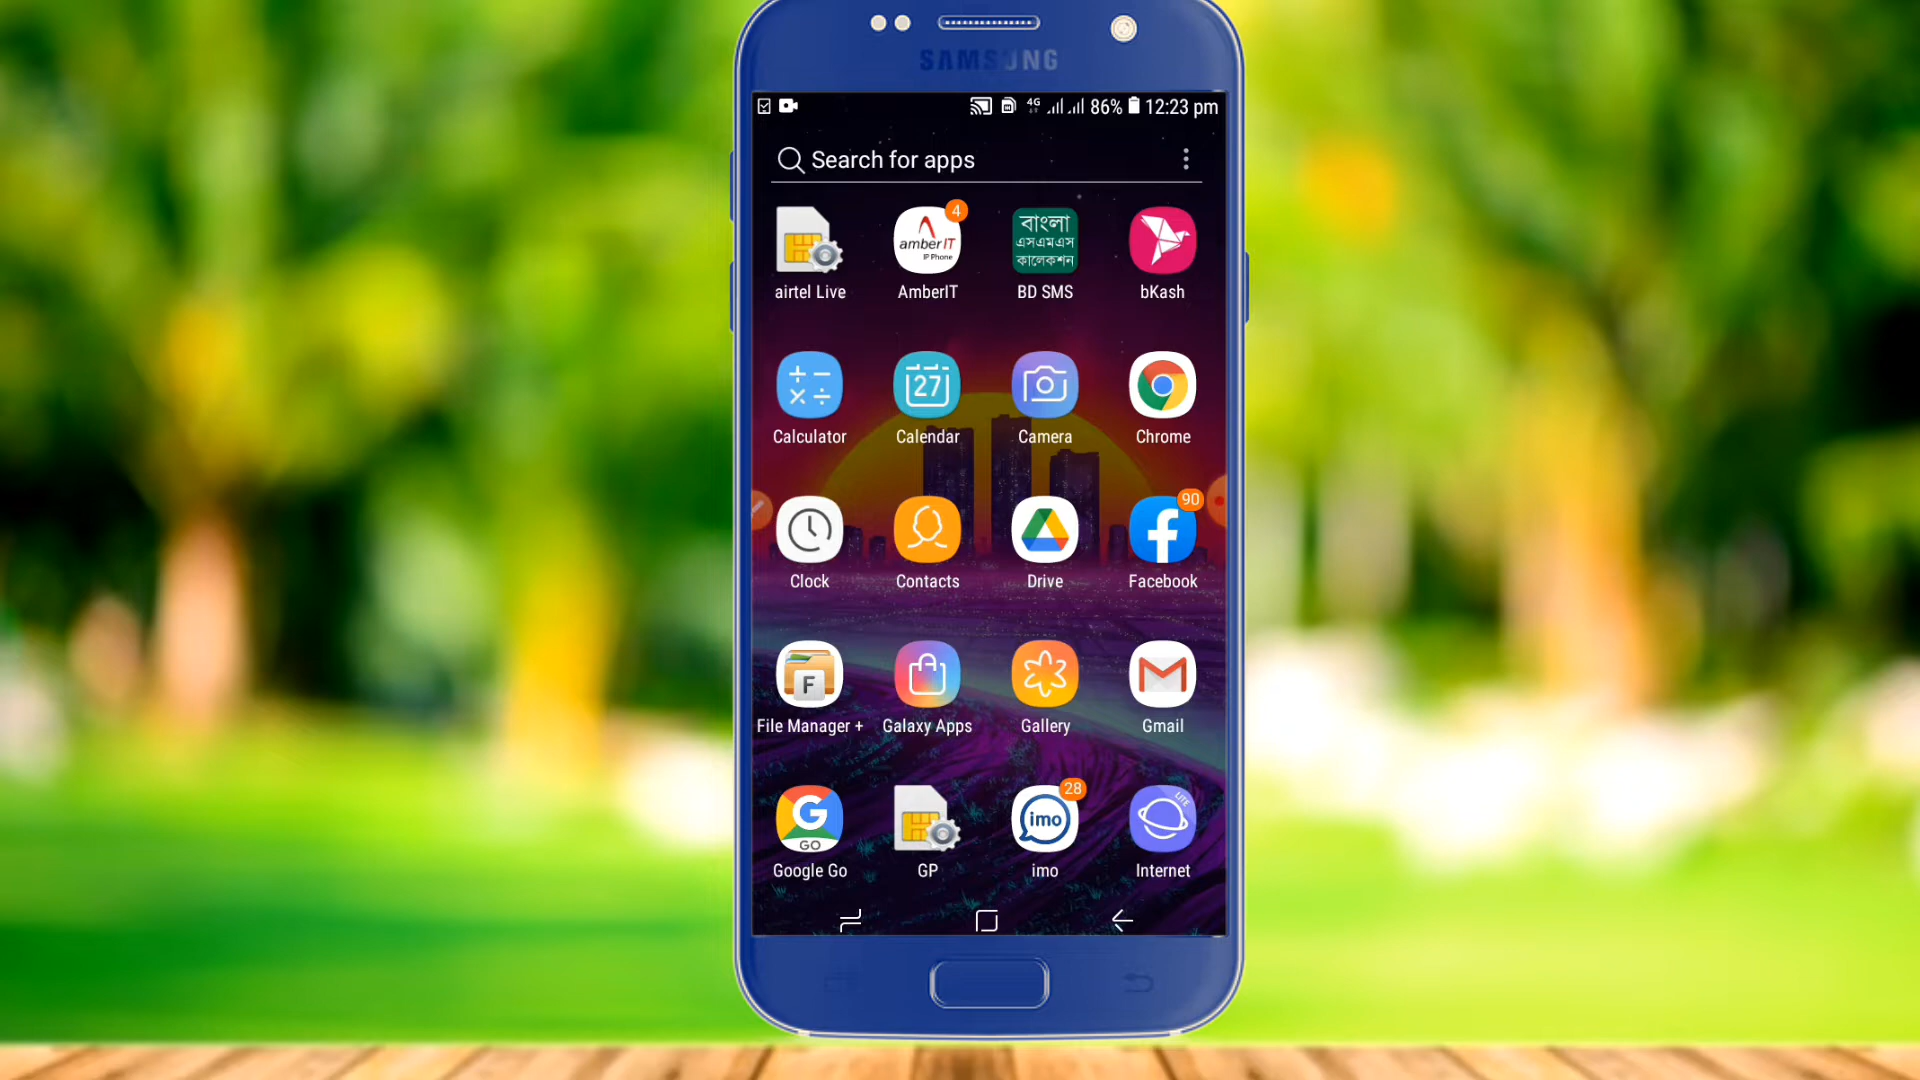 SAMSUNG
4G 86% 12:23 pm
Search for apps
4
amber IT
IP Phone
বাংলা
এসএমএস
কালেকশন
airtel Live AmberIT BD SMS bKash
27
Calculator Calendar Camera Chrome
90
Clock Contacts Drive Facebook
F
File Manager + Galaxy Apps Gallery Gmail
28
LITE
G
GO
imo
Google Go GP imo Internet